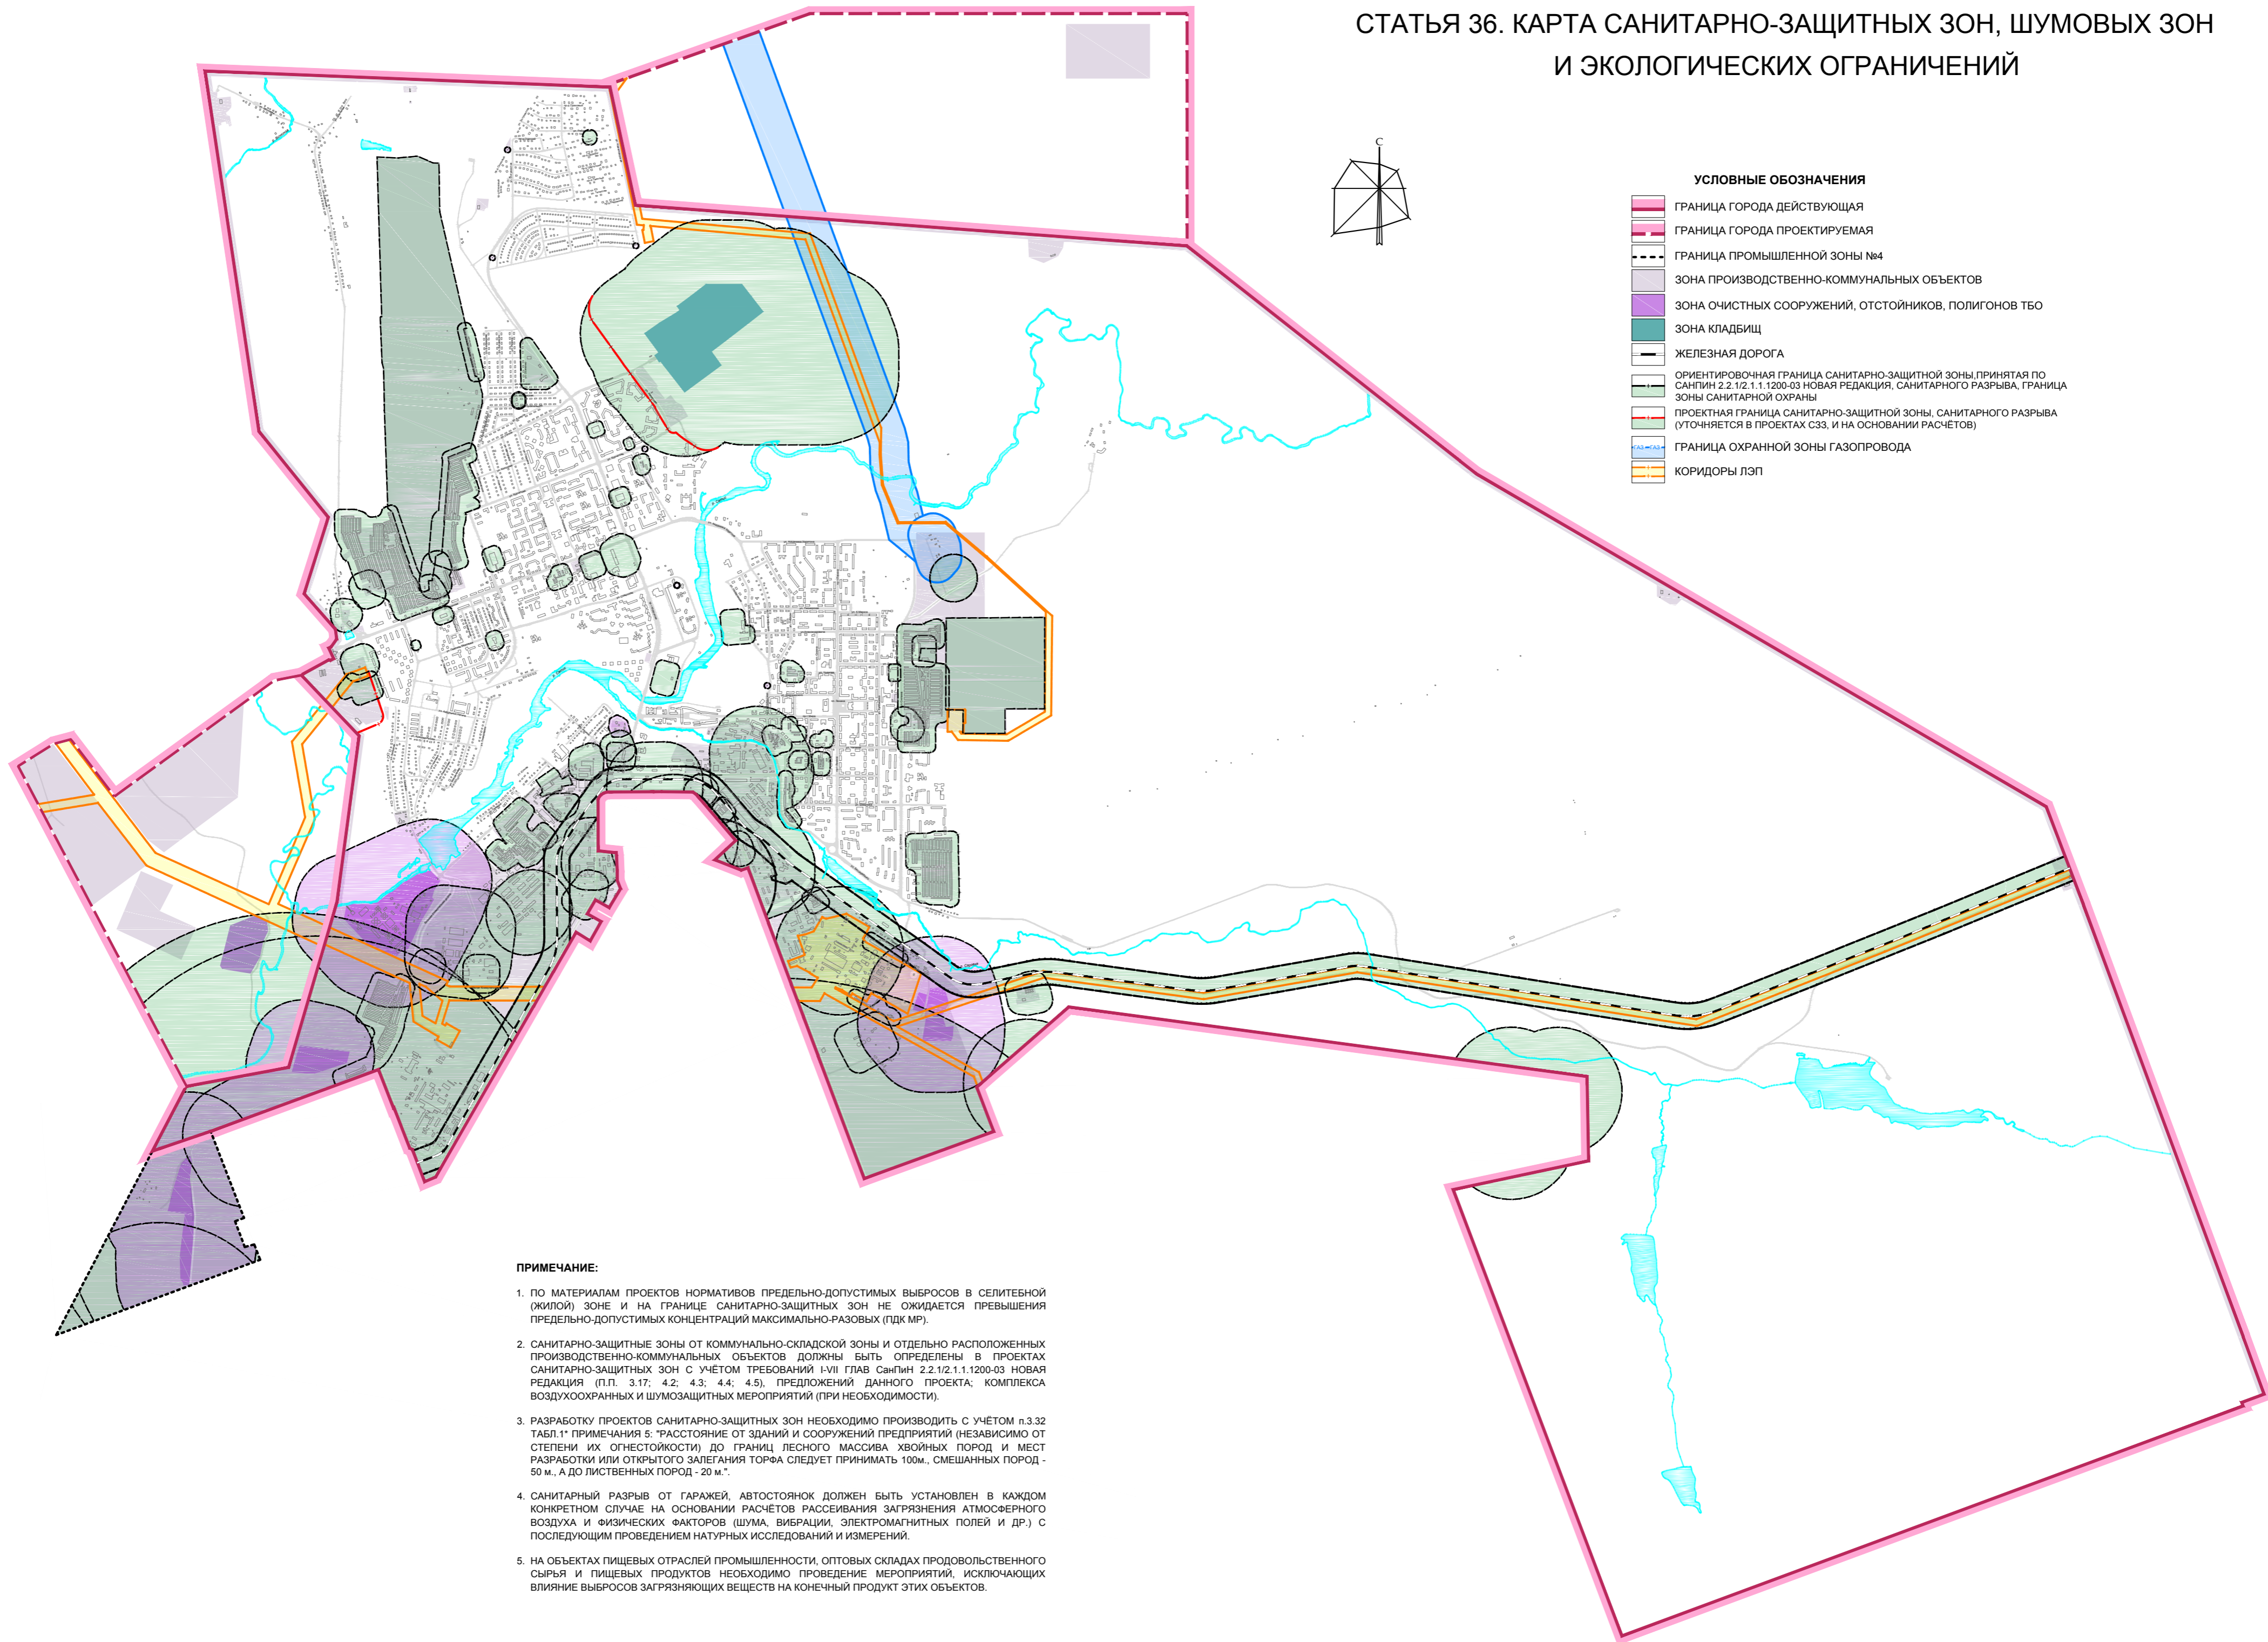 СТАТЬЯ 36. КАРТА САНИТАРНО-ЗАЩИТНЫХ ЗОН, ШУМОВЫХ ЗОН
И ЭКОЛОГИЧЕСКИХ ОГРАНИЧЕНИЙ
С
УСЛОВНЫЕ ОБОЗНАЧЕНИЯ
ГРАНИЦА ГОРОДА ДЕЙСТВУЮЩАЯ
ГРАНИЦА ГОРОДА ПРОЕКТИРУЕМАЯ
ГРАНИЦА ПРОМЫШЛЕННОЙ ЗОНЫ №4
ЗОНА ПРОИЗВОДСТВЕННО-КОММУНАЛЬНЫХ ОБЪЕКТОВ
ЗОНА ОЧИСТНЫХ СООРУЖЕНИЙ, ОТСТОЙНИКОВ, ПОЛИГОНОВ ТБО
ЗОНА КЛАДБИЩ
ЖЕЛЕЗНАЯ ДОРОГА
ОРИЕНТИРОВОЧНАЯ ГРАНИЦА САНИТАРНО-ЗАЩИТНОЙ ЗОНЫ,ПРИНЯТАЯ ПО
САНПИН 2.2.1/2.1.1.1200-03 НОВАЯ РЕДАКЦИЯ, САНИТАРНОГО РАЗРЫВА, ГРАНИЦА
ЗОНЫ САНИТАРНОЙ ОХРАНЫ
ПРОЕКТНАЯ ГРАНИЦА САНИТАРНО-ЗАЩИТНОЙ ЗОНЫ, САНИТАРНОГО РАЗРЫВА
(УТОЧНЯЕТСЯ В ПРОЕКТАХ СЗЗ, И НА ОСНОВАНИИ РАСЧЁТОВ)
ГРАНИЦА ОХРАННОЙ ЗОНЫ ГАЗОПРОВОДА
КОРИДОРЫ ЛЭП
ПРИМЕЧАНИЕ:
1. ПО МАТЕРИАЛАМ ПРОЕКТОВ НОРМАТИВОВ ПРЕДЕЛЬНО-ДОПУСТИМЫХ ВЫБРОСОВ В СЕЛИТЕБНОЙ
(ЖИЛОЙ) ЗОНЕ И НА ГРАНИЦЕ САНИТАРНО-ЗАЩИТНЫХ ЗОН НЕ ОЖИДАЕТСЯ ПРЕВЫШЕНИЯ
ПРЕДЕЛЬНО-ДОПУСТИМЫХ КОНЦЕНТРАЦИЙ МАКСИМАЛЬНО-РАЗОВЫХ (ПДК МР).
2. САНИТАРНО-ЗАЩИТНЫЕ ЗОНЫ ОТ КОММУНАЛЬНО-СКЛАДСКОЙ ЗОНЫ И ОТДЕЛЬНО РАСПОЛОЖЕННЫХ
ПРОИЗВОДСТВЕННО-КОММУНАЛЬНЫХ ОБЪЕКТОВ ДОЛЖНЫ БЫТЬ ОПРЕДЕЛЕНЫ В ПРОЕКТАХ
САНИТАРНО-ЗАЩИТНЫХ ЗОН С УЧЁТОМ ТРЕБОВАНИЙ I-VII ГЛАВ СанПиН 2.2.1/2.1.1.1200-03 НОВАЯ
РЕДАКЦИЯ (П.П. 3.17; 4.2; 4.3; 4.4; 4.5), ПРЕДЛОЖЕНИЙ ДАННОГО ПРОЕКТА; КОМПЛЕКСА
ВОЗДУХООХРАННЫХ И ШУМОЗАЩИТНЫХ МЕРОПРИЯТИЙ (ПРИ НЕОБХОДИМОСТИ).
3. РАЗРАБОТКУ ПРОЕКТОВ САНИТАРНО-ЗАЩИТНЫХ ЗОН НЕОБХОДИМО ПРОИЗВОДИТЬ С УЧЁТОМ п.3.32
ТАБЛ.1* ПРИМЕЧАНИЯ 5: "РАССТОЯНИЕ ОТ ЗДАНИЙ И СООРУЖЕНИЙ ПРЕДПРИЯТИЙ (НЕЗАВИСИМО ОТ
СТЕПЕНИ ИХ ОГНЕСТОЙКОСТИ) ДО ГРАНИЦ ЛЕСНОГО МАССИВА ХВОЙНЫХ ПОРОД И МЕСТ
РАЗРАБОТКИ ИЛИ ОТКРЫТОГО ЗАЛЕГАНИЯ ТОРФА СЛЕДУЕТ ПРИНИМАТЬ 100м., СМЕШАННЫХ ПОРОД -
50 м., А ДО ЛИСТВЕННЫХ ПОРОД - 20 м.".
4. САНИТАРНЫЙ РАЗРЫВ ОТ ГАРАЖЕЙ, АВТОСТОЯНОК ДОЛЖЕН БЫТЬ УСТАНОВЛЕН В КАЖДОМ
КОНКРЕТНОМ СЛУЧАЕ НА ОСНОВАНИИ РАСЧЁТОВ РАССЕИВАНИЯ ЗАГРЯЗНЕНИЯ АТМОСФЕРНОГО
ВОЗДУХА И ФИЗИЧЕСКИХ ФАКТОРОВ (ШУМА, ВИБРАЦИИ, ЭЛЕКТРОМАГНИТНЫХ ПОЛЕЙ И ДР.) С
ПОСЛЕДУЮЩИМ ПРОВЕДЕНИЕМ НАТУРНЫХ ИССЛЕДОВАНИЙ И ИЗМЕРЕНИЙ.
5. НА ОБЪЕКТАХ ПИЩЕВЫХ ОТРАСЛЕЙ ПРОМЫШЛЕННОСТИ, ОПТОВЫХ СКЛАДАХ ПРОДОВОЛЬСТВЕННОГО
СЫРЬЯ И ПИЩЕВЫХ ПРОДУКТОВ НЕОБХОДИМО ПРОВЕДЕНИЕ МЕРОПРИЯТИЙ, ИСКЛЮЧАЮЩИХ
ВЛИЯНИЕ ВЫБРОСОВ ЗАГРЯЗНЯЮЩИХ ВЕЩЕСТВ НА КОНЕЧНЫЙ ПРОДУКТ ЭТИХ ОБЪЕКТОВ.